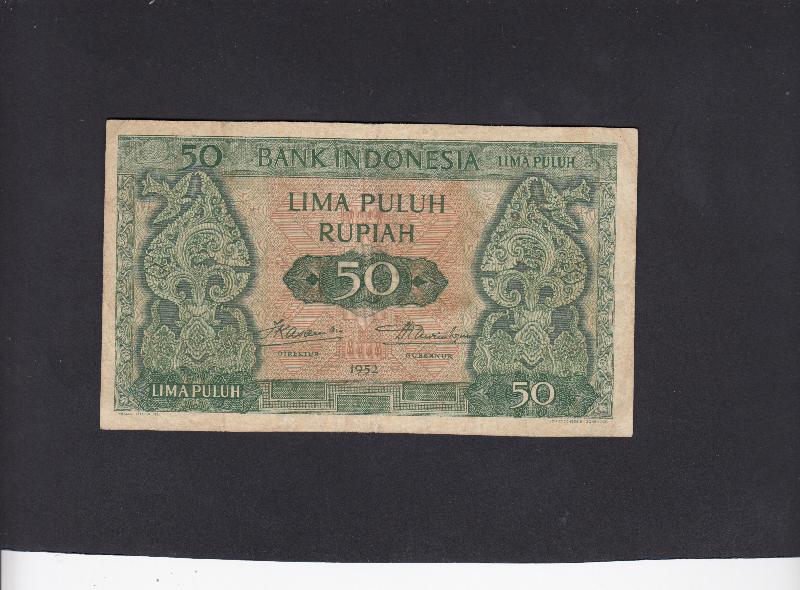 50 BANK INDONESIA LIMA PULUH
LIMA PULUH
RUPIAH
50
DIREKTUR GUBERNUR
1952
LIMA PULUH 50